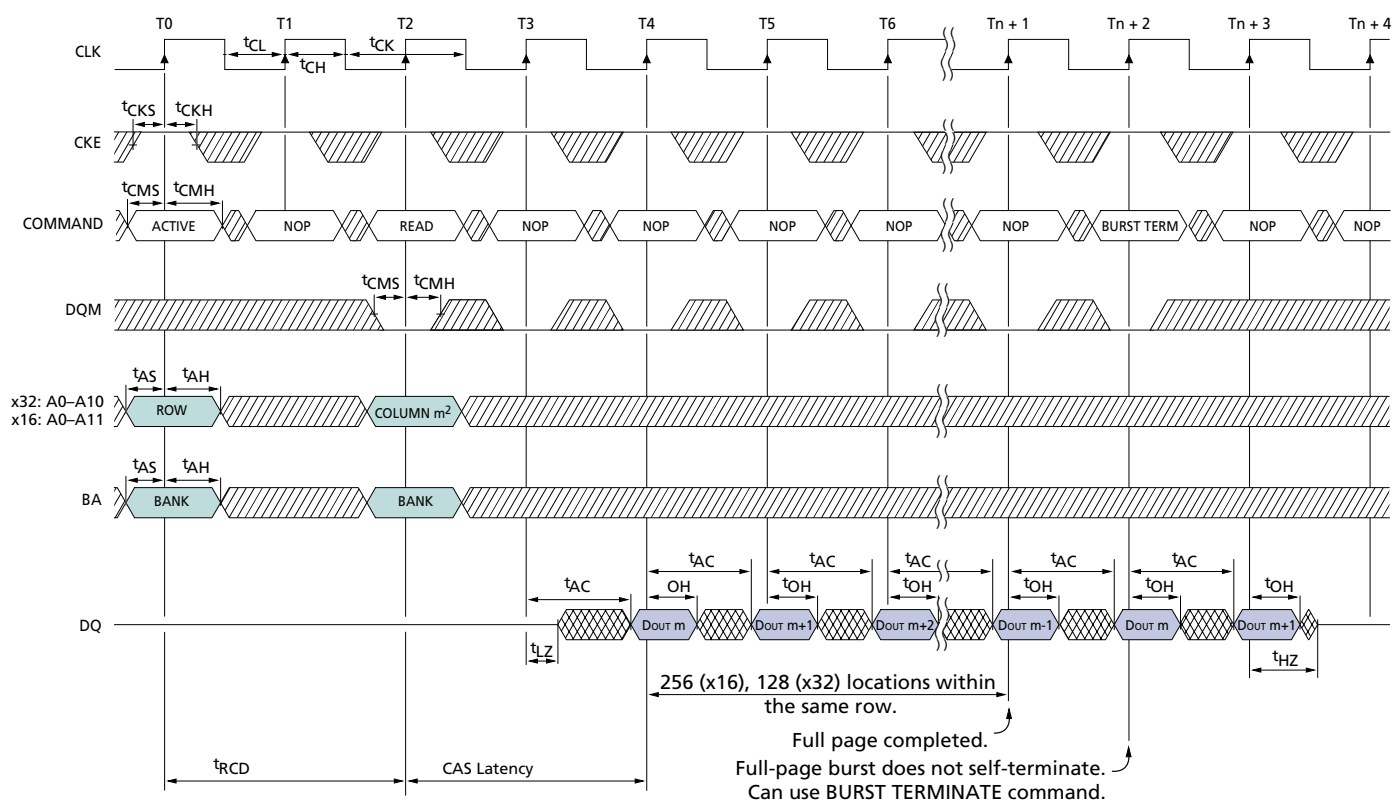 T0 T1 T2 T3 T4 T5 T6 Tn + 1 Tn + 2 Tn + 3 Tn + 4
CLK tCL tCH tCK
tCKS tCKH
CKE
tCMS tCMH
COMMAND ACTIVE NOP READ NOP NOP NOP NOP NOP BURST TERM NOP NOP
tCMS tCMH
DQM
tAS tAH
x32: A0–A10
x16: A0–A11
ROW COLUMN m²
tAS tAH
BA BANK BANK
tAC tAC tAC tAC tAC tAC
OH tOH tOH tOH tOH tOH
DQ DOUT m DOUT m+1 DOUT m+2 DOUT m-1 DOUT m DOUT m+1
tLZ tHZ
256 (x16), 128 (x32) locations within
the same row.
Full page completed.
tRCD CAS Latency
Full-page burst does not self-terminate.
Can use BURST TERMINATE command.